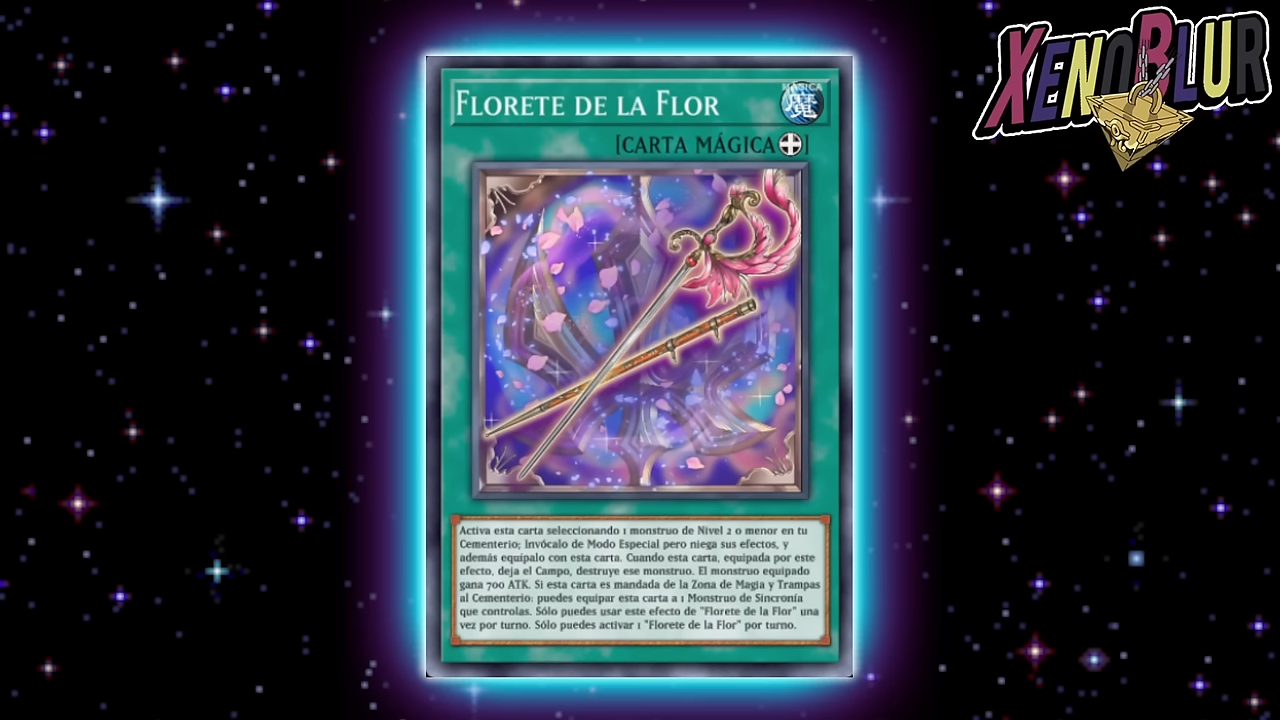 XENOBLUR
FLORETE DE LA FLOR
MÁGICA
魔
[CARTA MÁGICA]
Activa esta carta seleccionando 1 monstruo de Nivel 2 o menor en tu
Cementerio; Invócalo de Modo Especial pero niega sus efectos, y
además equípalo con esta carta. Cuando esta carta, equipada por este
efecto, deja el Campo, destruye ese monstruo. El monstruo equipado
gana 700 ATK. Si esta carta es mandada de la Zona de Magia y Trampas
al Cementerio: puedes equipar esta carta a 1 Monstruo de Sincronía
que controlas. Sólo puedes usar este efecto de "Florete de la Flor" una
vez por turno. Sólo puedes activar 1 "Florete de la Flor" por turno.